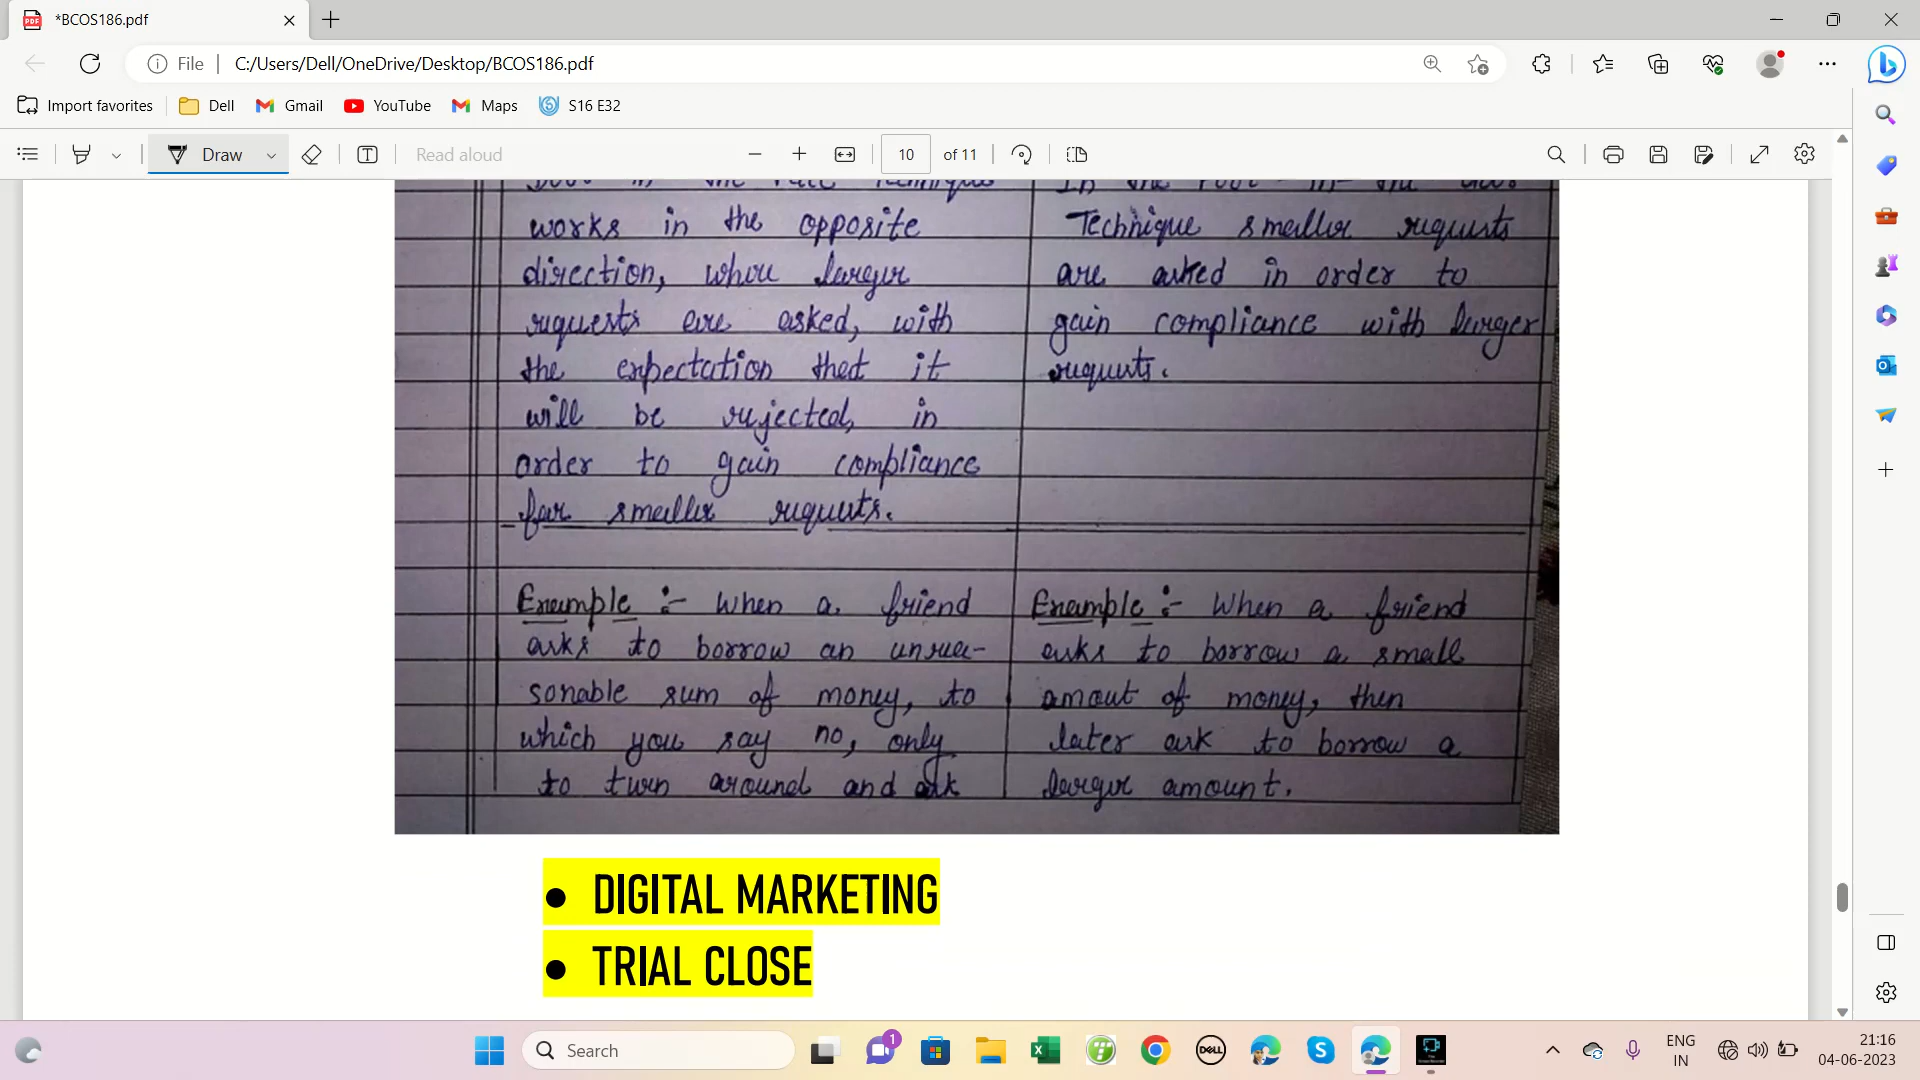 *BCOS186.pdf
File
C:/Users/Dell/OneDrive/Desktop/BCOS186.pdf
Import favorites
Dell
Gmail
YouTube
Maps
S16 E32
Draw
Read aloud
10 of 11
works in the opposite
direction, where larger
requests are asked, with
the expectation that it
will be rejected, in
order to gain compliance
for smaller requests.
Example :- When a friend
asks to borrow an unrea-
sonable sum of money, to
which you say no, only
to turn around and ask
Technique smaller requests
are asked in order to
gain compliance with larger
requests.
Example :- When a friend
asks to borrow a small
amout of money, then
later ask to borrow a
larger amount.
• DIGITAL MARKETING
• TRIAL CLOSE
Search
1
DELL
ENG
IN
21:16
04-06-2023